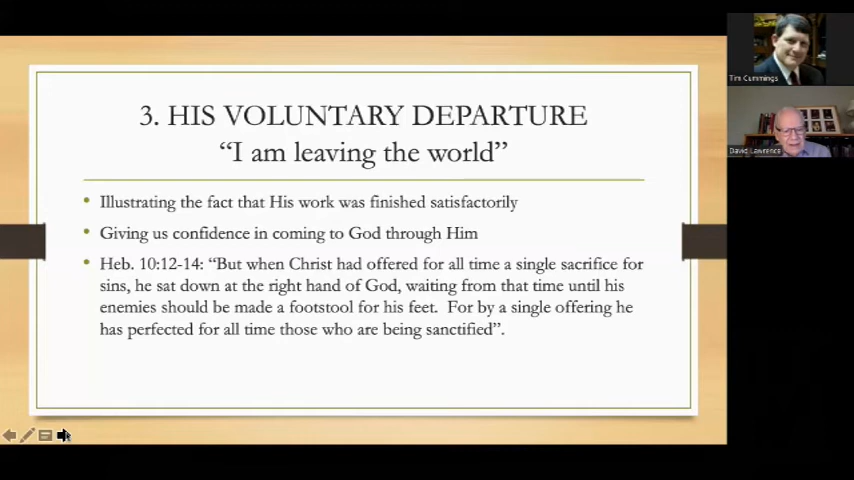 3. HIS VOLUNTARY DEPARTURE
“I am leaving the world”
• Illustrating the fact that His work was finished satisfactorily
• Giving us confidence in coming to God through Him
• Heb. 10:12-14: “But when Christ had offered for all time a single sacrifice for
sins, he sat down at the right hand of God, waiting from that time until his
enemies should be made a footstool for his feet.  For by a single offering he
has perfected for all time those who are being sanctified”.
Tim Cummings
David Lawrence